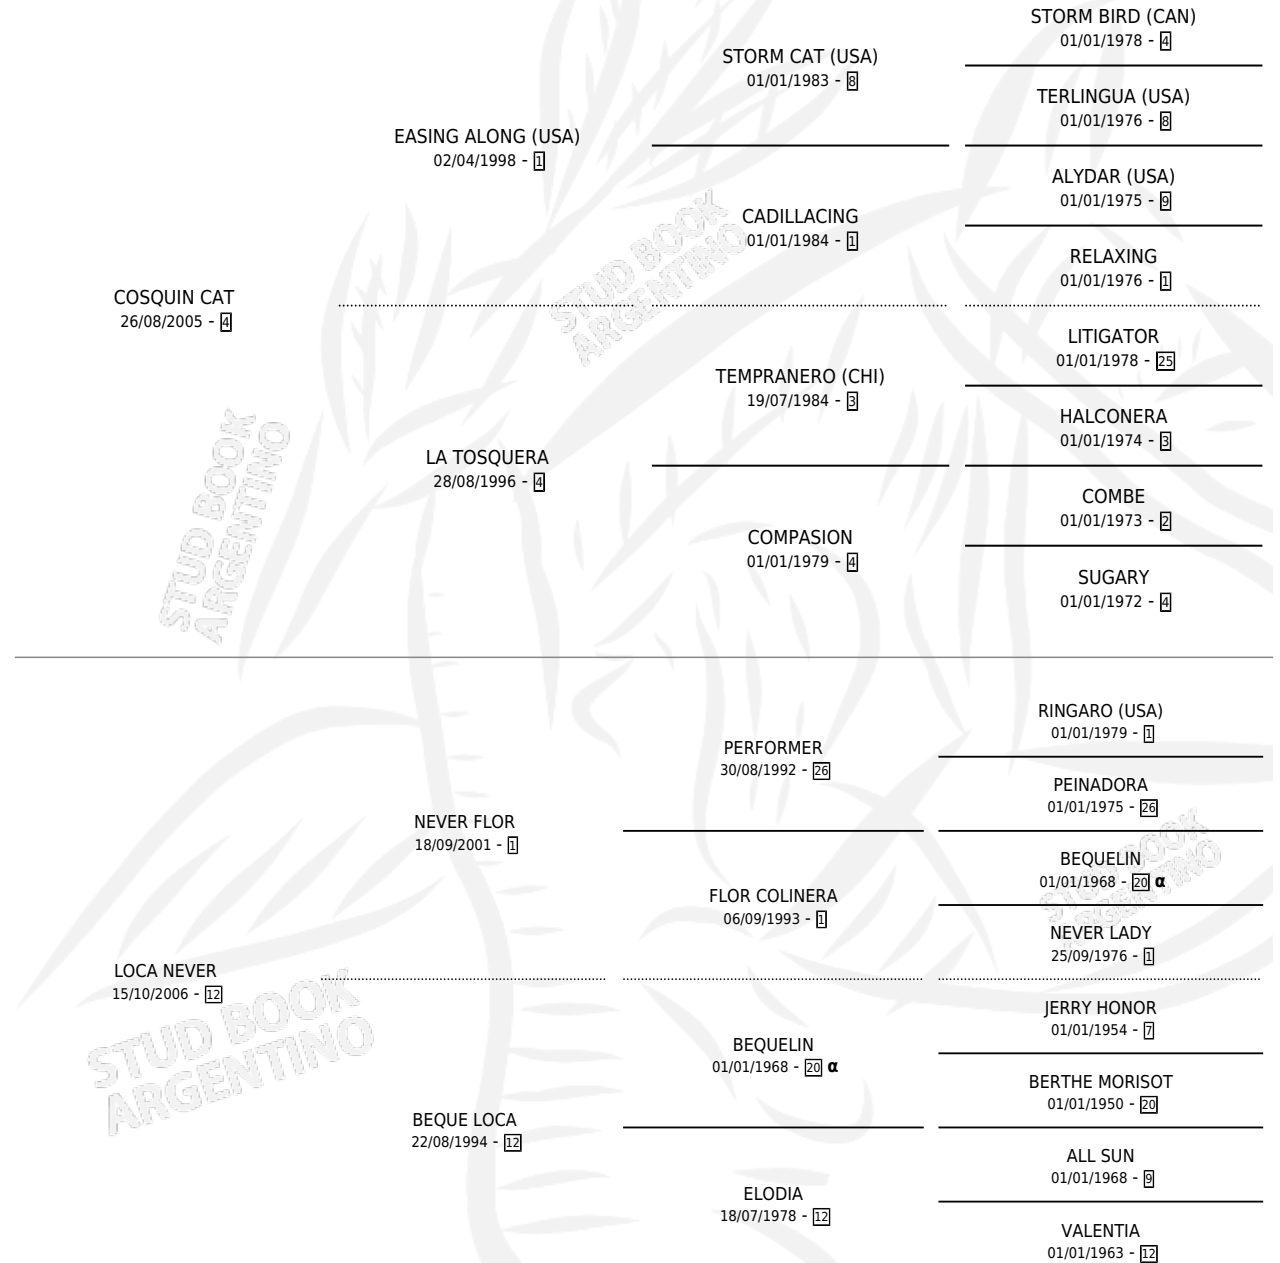 STORM BIRD (CAN)
01/01/1978 - 4
STORM CAT (USA)
01/01/1983 - 8
TERLINGUA (USA)
01/01/1976 - 8
EASING ALONG (USA)
02/04/1998 - 1
ALYDAR (USA)
01/01/1975 - 9
CADILLACING
01/01/1984 - 1
RELAXING
01/01/1976 - 1
COSQUIN CAT
26/08/2005 - 4
LITIGATOR
01/01/1978 - 25
TEMPRANERO (CHI)
19/07/1984 - 3
HALCONERA
01/01/1974 - 3
LA TOSQUERA
28/08/1996 - 4
COMBE
01/01/1973 - 2
COMPASION
01/01/1979 - 4
SUGARY
01/01/1972 - 4
STUD BOOK
ARGENTINO
STUD BOOK
ARGENTINO
RINGARO (USA)
01/01/1979 - 1
PERFORMER
30/08/1992 - 26
PEINADORA
01/01/1975 - 26
NEVER FLOR
18/09/2001 - 1
BEQUELIN
01/01/1968 - 20 α
FLOR COLINERA
06/09/1993 - 1
NEVER LADY
25/09/1976 - 1
LOCA NEVER
15/10/2006 - 12
JERRY HONOR
01/01/1954 - 7
BEQUELIN
01/01/1968 - 20 α
BERTHE MORISOT
01/01/1950 - 20
BEQUE LOCA
22/08/1994 - 12
ALL SUN
01/01/1968 - 9
ELODIA
18/07/1978 - 12
VALENTIA
01/01/1963 - 12
STUD BOOK
ARGENTINO
STUD BOOK
ARGENTINO